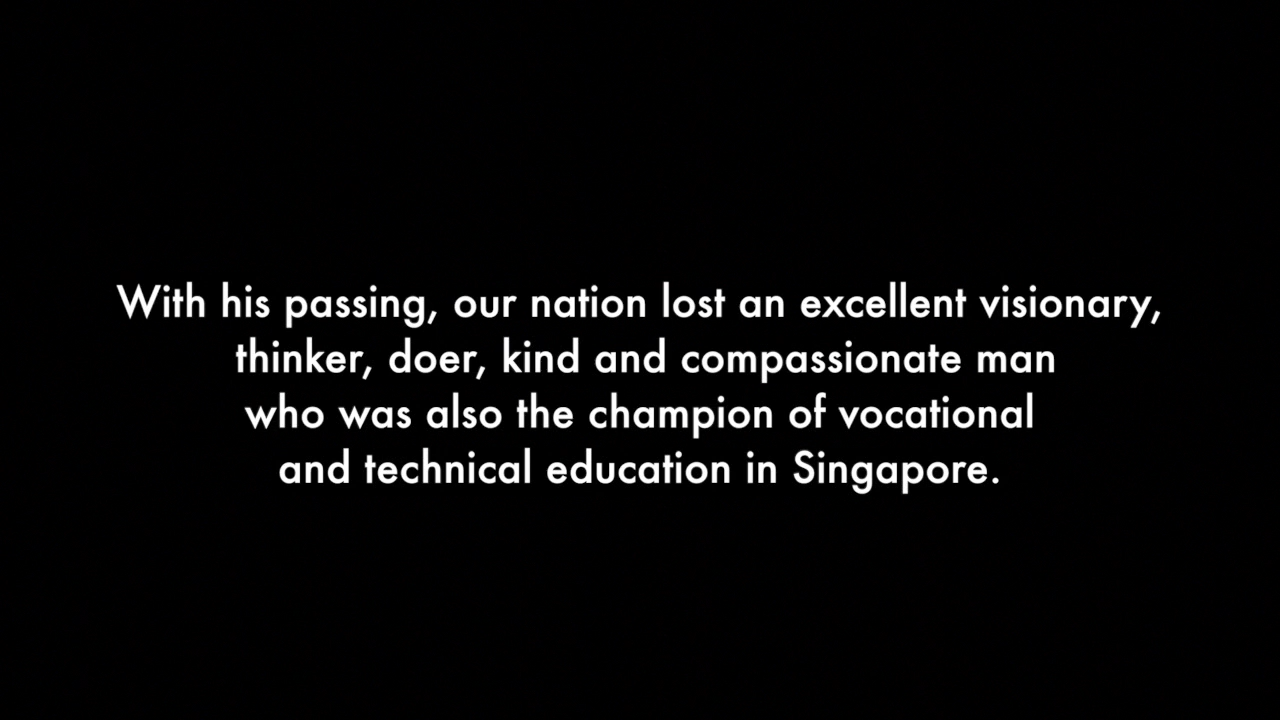 With his passing, our nation lost an excellent visionary,
thinker, doer, kind and compassionate man
who was also the champion of vocational
and technical education in Singapore.